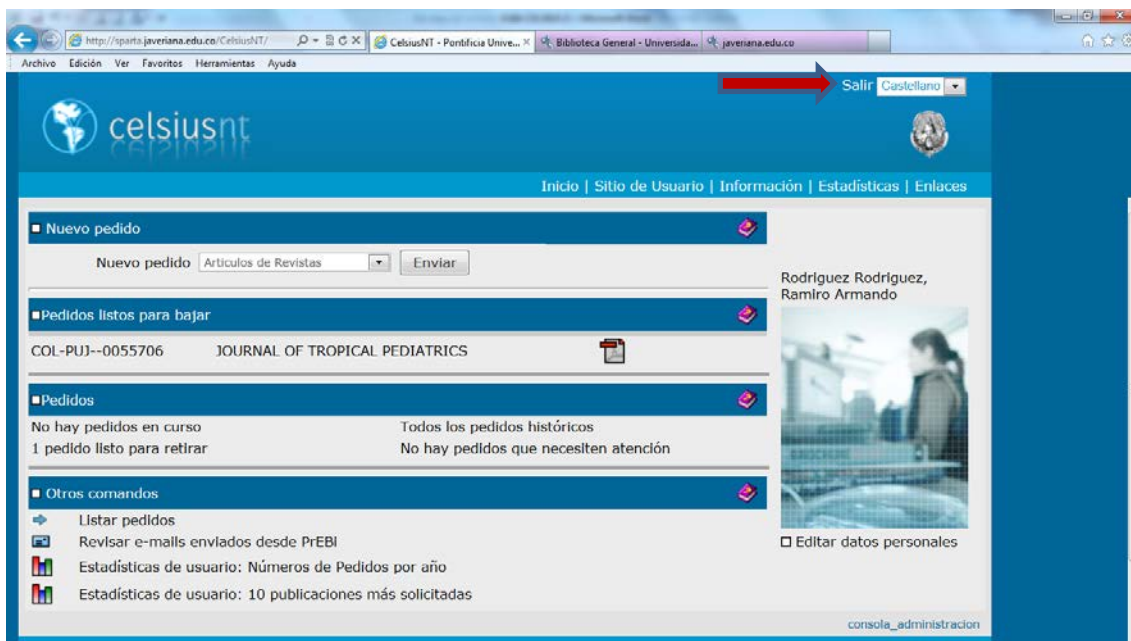 http://sparta.javeriana.edu.co/CelsiusNT/
CelsiusNT - Pontificia Unive...
Biblioteca General - Universida...
javeriana.edu.co
Archivo Edición Ver Favoritos Herramientas Ayuda
Salir Castellano
celsiusnt
Inicio | Sitio de Usuario | Información | Estadísticas | Enlaces
Nuevo pedido
Nuevo pedido Artículos de Revistas Enviar
Rodriguez Rodriguez,
Ramiro Armando
Pedidos listos para bajar
COL-PUJ--0055706 JOURNAL OF TROPICAL PEDIATRICS
Pedidos
No hay pedidos en curso Todos los pedidos históricos
1 pedido listo para retirar No hay pedidos que necesiten atención
Otros comandos
Listar pedidos
Revisar e-mails enviados desde PrEBi
Editar datos personales
Estadísticas de usuario: Números de Pedidos por año
Estadísticas de usuario: 10 publicaciones más solicitadas
consola_administracion